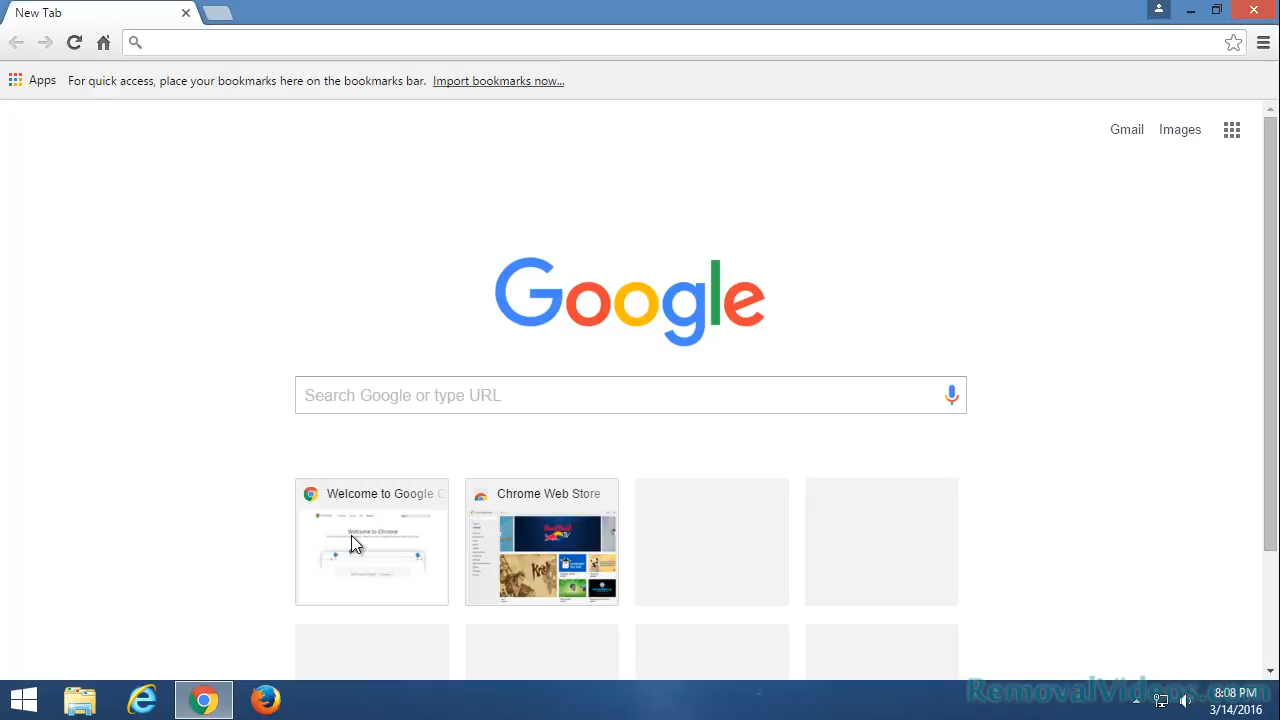 New Tab
Apps For quick access, place your bookmarks here on the bookmarks bar. Import bookmarks now...
Gmail Images
Google
Search Google or type URL
Welcome to Google C
Chrome Web Store
Welcome to Chrome
RemovalVideos.com
8:08 PM
3/14/2016